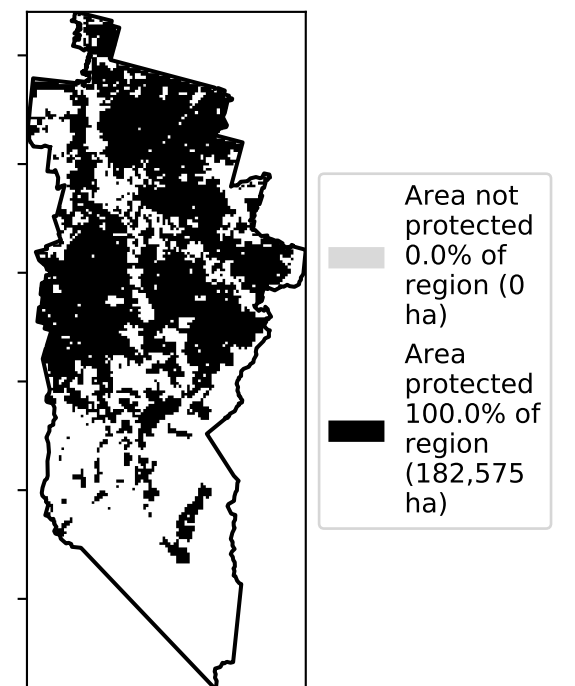 Area not
protected
0.0% of
region (0
ha)
Area
protected
100.0% of
region
(182,575
ha)